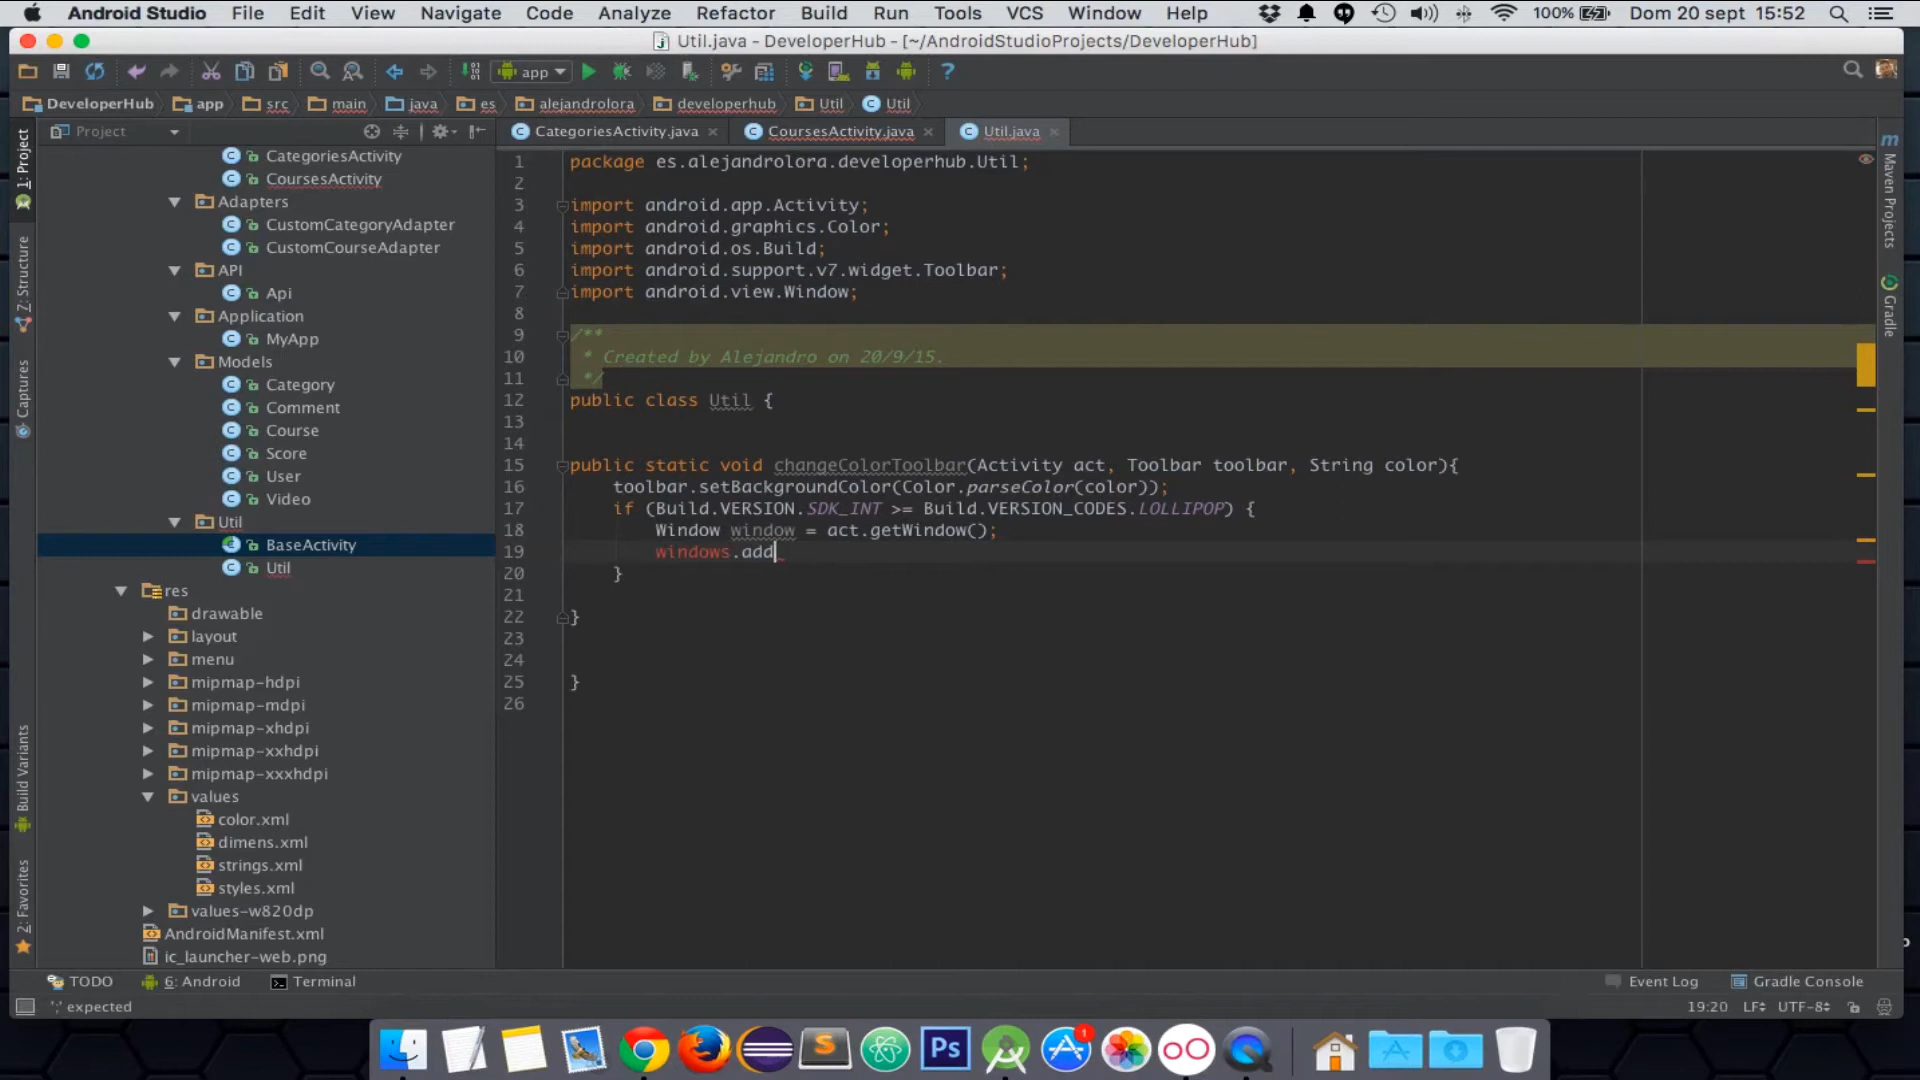 Android Studio File Edit View Navigate Code Analyze Refactor Build Run Tools VCS Window Help 100% Dom 20 sept 15:52
Util.java - DeveloperHub - [~/AndroidStudioProjects/DeveloperHub]
app
DeveloperHub app src main java es alejandrolora developerhub Util Util
Project CategoriesActivity.java CoursesActivity.java Util.java
CategoriesActivity
CoursesActivity
Adapters
CustomCategoryAdapter
CustomCourseAdapter
API
Api
Application
MyApp
Models
Category
Comment
Course
Score
User
Video
Util
BaseActivity
Util
res
drawable
layout
menu
mipmap-hdpi
mipmap-mdpi
mipmap-xhdpi
mipmap-xxhdpi
mipmap-xxxhdpi
values
color.xml
dimens.xml
strings.xml
styles.xml
values-w820dp
AndroidManifest.xml
ic_launcher-web.png
1: Project
7: Structure
Captures
Build Variants
2: Favorites
1 package es.alejandrolora.developerhub.Util;
2
3 import android.app.Activity;
4 import android.graphics.Color;
5 import android.os.Build;
6 import android.support.v7.widget.Toolbar;
7 import android.view.Window;
8
9 /**
10 * Created by Alejandro on 20/9/15.
11 */
12 public class Util {
13
14
15 public static void changeColorToolbar(Activity act, Toolbar toolbar, String color){
16 toolbar.setBackgroundColor(Color.parseColor(color));
17 if (Build.VERSION.SDK_INT >= Build.VERSION_CODES.LOLLIPOP) {
18 Window window = act.getWindow();
19 windows.add
20 }
21
22 }
23
24
25 }
26
m
Maven Projects
Gradle
TODO 6: Android Terminal Event Log Gradle Console
';' expected 19:20 LF UTF-8
S Ps 1